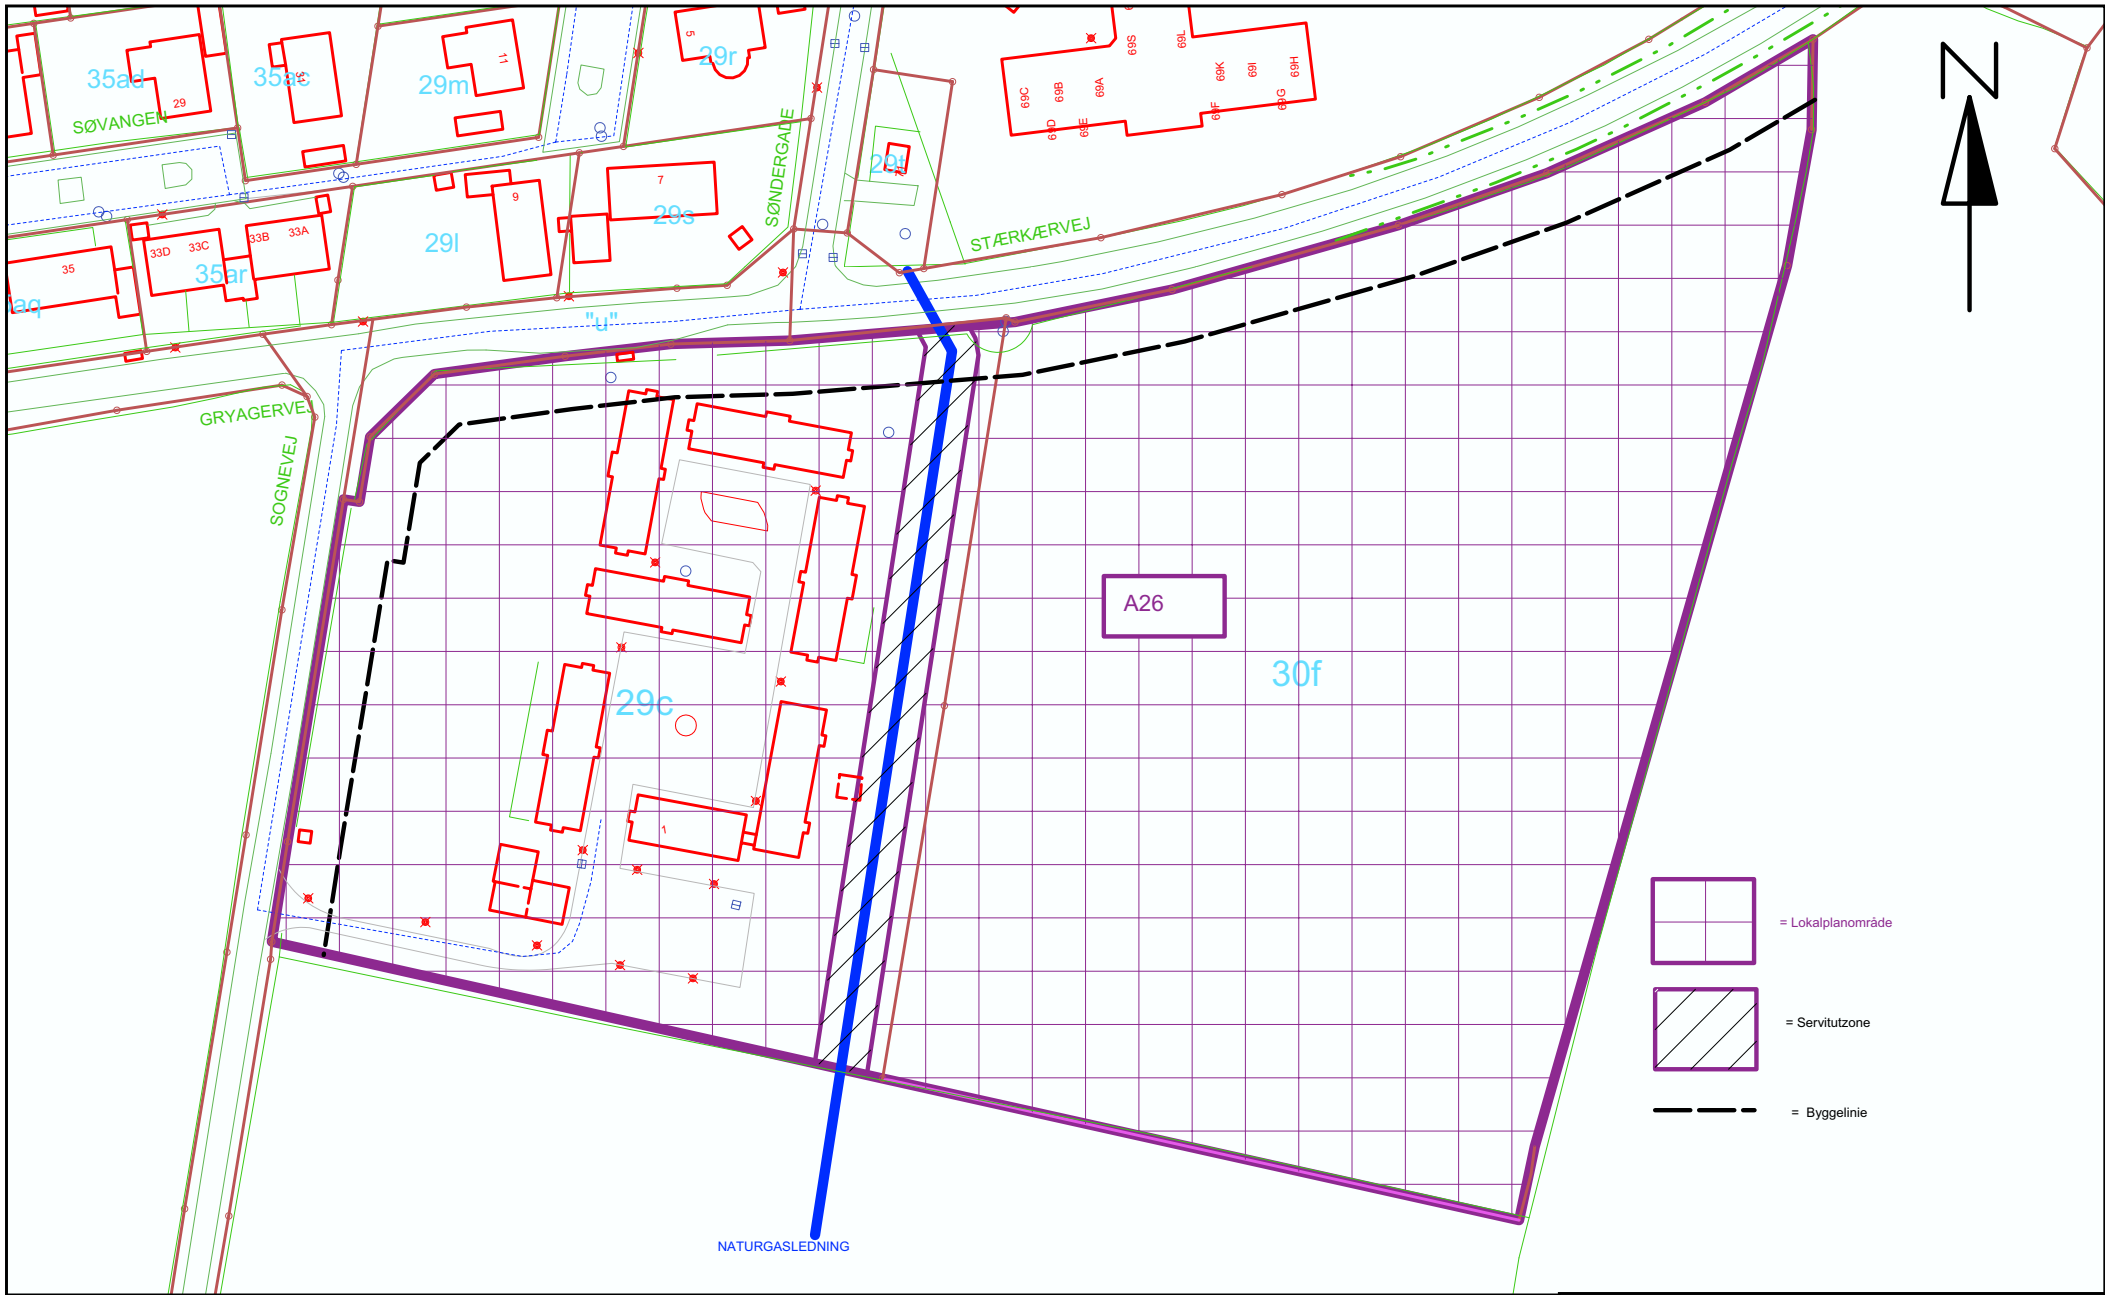 35ad
29
SØVANGEN
35ac
31
29m
11
5
29r
SØNDERGADE
69S
69L
69C
69B
69A
69K
69I
69H
69D
69E
69F
69G
29t
7
29s
9
29l
33D
33C
33B
33A
35
35ar
aq
STÆRKÆRVEJ
"u"
GRYAGERVEJ
SOGNEVEJ
N
A26
30f
29c
1
= Lokalplanområde
= Servitutzone
= Byggelinie
NATURGASLEDNING